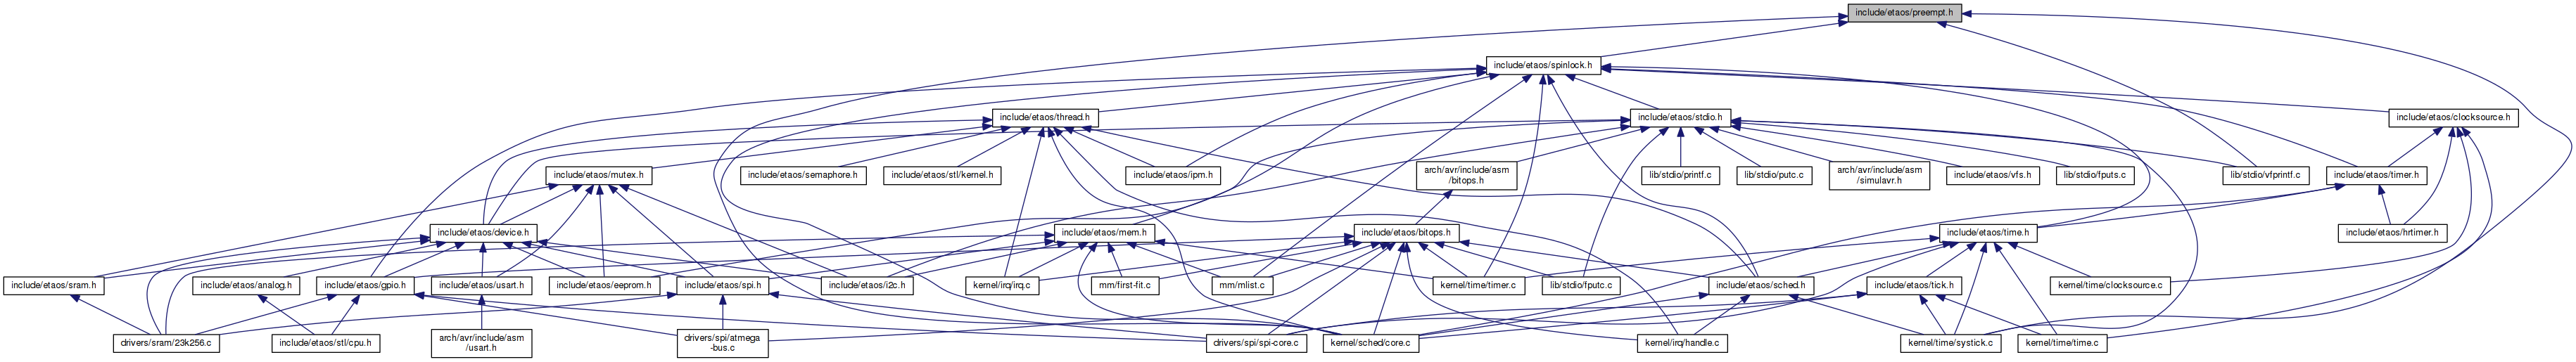 include/etaos/preempt.h
include/etaos/spinlock.h
include/etaos/thread.h
include/etaos/stdio.h
include/etaos/clocksource.h
include/etaos/mutex.h
include/etaos/semaphore.h
include/etaos/stl/kernel.h
include/etaos/ipm.h
arch/avr/include/asm
/bitops.h
lib/stdio/printf.c
lib/stdio/putc.c
arch/avr/include/asm
/simulavr.h
include/etaos/vfs.h
lib/stdio/fputs.c
lib/stdio/vfprintf.c
include/etaos/timer.h
include/etaos/device.h
include/etaos/mem.h
include/etaos/bitops.h
include/etaos/time.h
include/etaos/hrtimer.h
include/etaos/sram.h
include/etaos/analog.h
include/etaos/gpio.h
include/etaos/usart.h
include/etaos/eeprom.h
include/etaos/spi.h
include/etaos/i2c.h
kernel/irq/irq.c
mm/first-fit.c
mm/mlist.c
kernel/time/timer.c
lib/stdio/fputc.c
include/etaos/sched.h
include/etaos/tick.h
kernel/time/clocksource.c
drivers/sram/23k256.c
include/etaos/stl/cpu.h
arch/avr/include/asm
/usart.h
drivers/spi/atmega
-bus.c
drivers/spi/spi-core.c
kernel/sched/core.c
kernel/irq/handle.c
kernel/time/systick.c
kernel/time/time.c